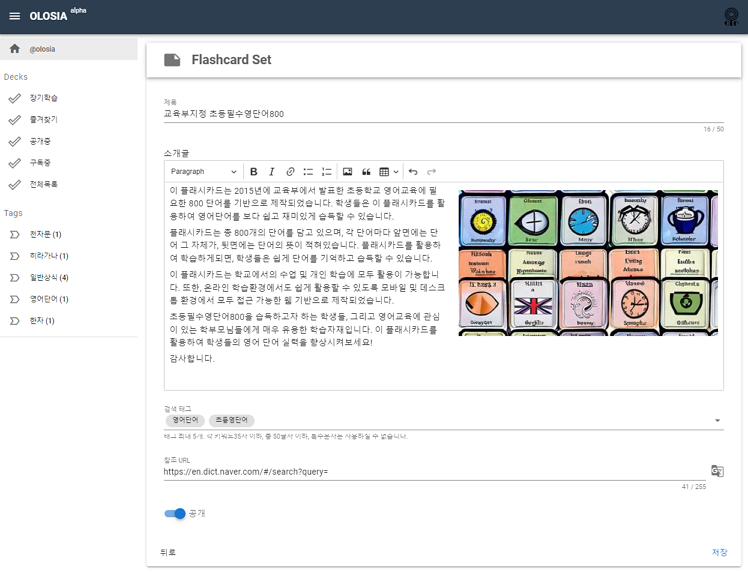 OLOSIA alpha
@olosia
Decks
장기학습
즐겨찾기
공개중
구독중
전체목록
Tags
전자문 (1)
히라가나 (1)
일반상식 (4)
영어단어 (1)
한자 (1)
Flashcard Set
제목
교육부지정 초등필수영단어800
16 / 50
소개글
Paragraph
이 플래시카드는 2015년에 교육부에서 발표한 초등학교 영어교육에 필
요한 800 단어를 기반으로 제작되었습니다. 학생들은 이 플래시카드를 활
용하여 영어단어를 보다 쉽고 재미있게 습득할 수 있습니다.
플래시카드는 총 800개의 단어를 담고 있으며, 각 단어마다 앞면에는 단
어 그 자체가, 뒷면에는 단어의 뜻이 적혀있습니다. 플래시카드를 활용하
여 학습하게되면, 학생들은 쉽게 단어를 기억하고 습득할 수 있습니다.
이 플래시카드는 학교에서의 수업 및 개인 학습에 모두 활용이 가능합니
다. 또한, 온라인 학습환경에서도 쉽게 활용할 수 있도록 모바일 및 데스크
톱 환경에서 모두 접근 가능한 웹 기반으로 제작되었습니다.
초등필수영단어800을 습득하고자 하는 학생들, 그리고 영어교육에 관심
이 있는 학부모님들에게 매우 유용한 학습자재입니다. 이 플래시카드를
활용하여 학생들의 영어 단어 실력을 향상시켜보세요!
감사합니다.
검색 태그
영어단어
초등영단어
태그 최대 5개, 각 키워드35자 이하, 총 50글자 이하, 특수문자는 사용하실 수 없습니다.
참조 URL
https://en.dict.naver.com/#/search?query=
41 / 255
공개
뒤로
저장